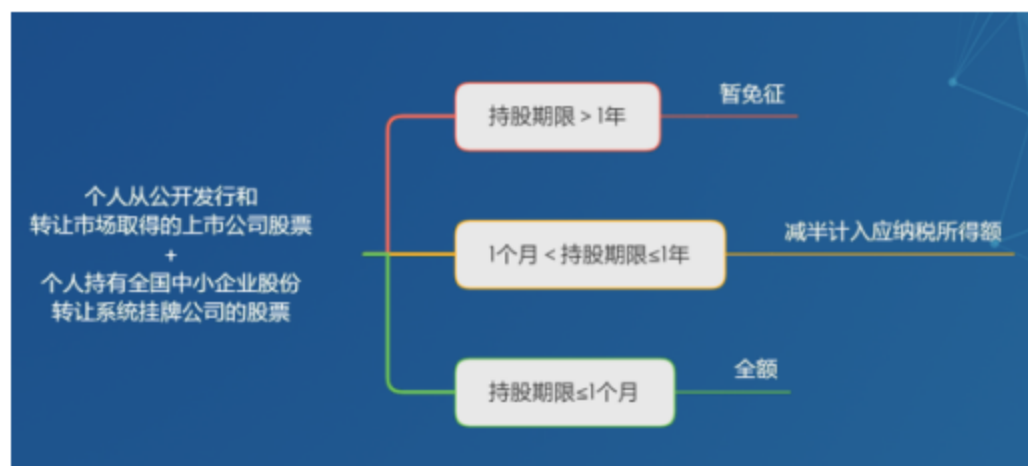 个人从公开发行和
转让市场取得的上市公司股票
+
个人持有全国中小企业股份
转让系统挂牌公司的股票
持股期限 > 1年
暂免征
1个月 < 持股期限≤1年
减半计入应纳税所得额
持股期限≤1个月
全额